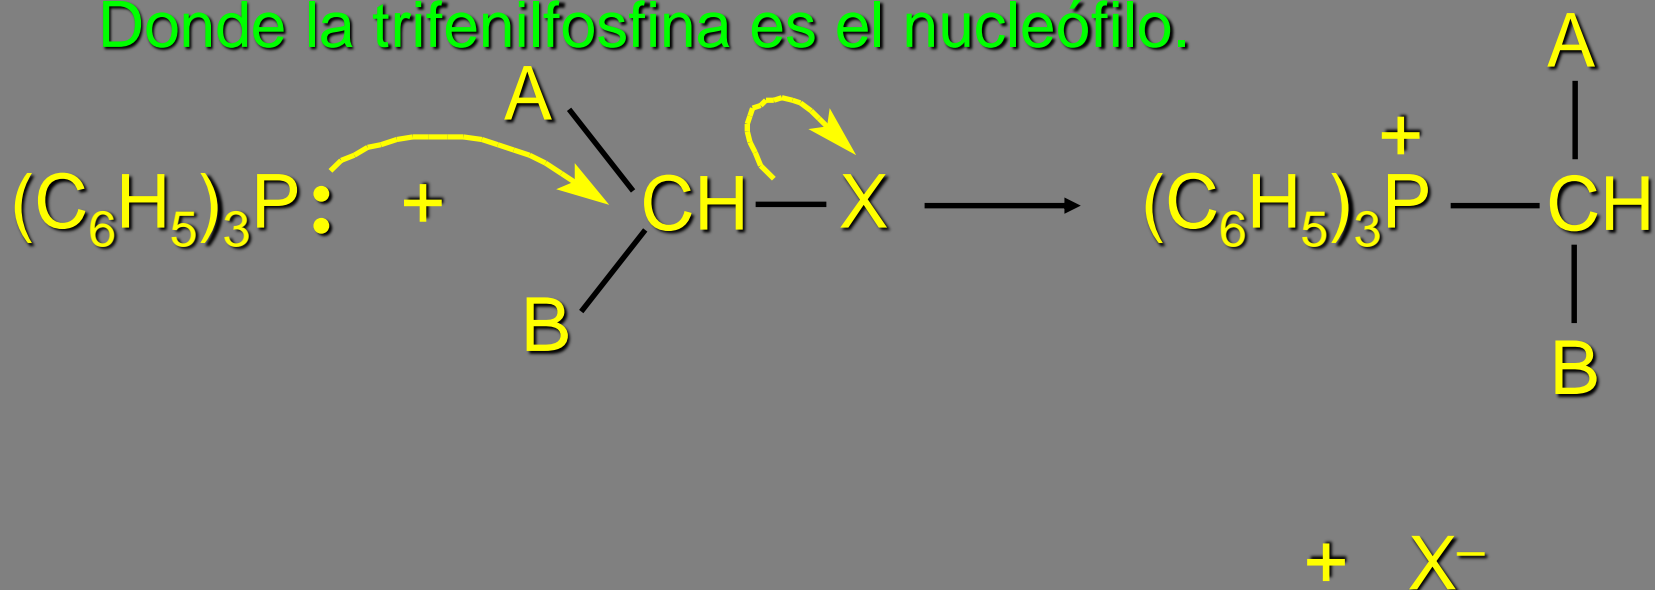 Donde la trifenilfosfina es el nucleófilo.
A
A
+
(C₆H₅)₃P: + CH X (C₆H₅)₃P CH
B
B
+ X⁻